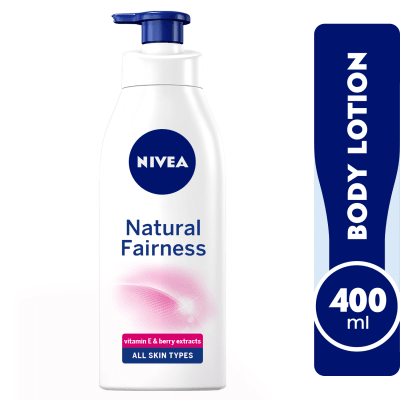 NIVEA
Natural
Fairness
vitamin E & berry extracts
ALL SKIN TYPES
BODY LOTION
400
ml